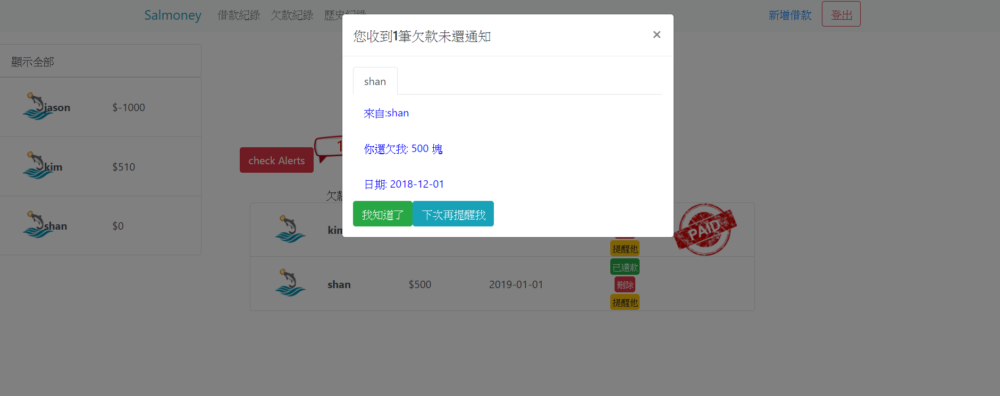 Salmoney 借款紀錄 欠款紀錄 歷史紀錄 新增借款 登出
您收到1筆欠款未還通知 ×
顯示全部
shan
jason $-1000
來自:shan
你還欠我: 500 塊
check Alerts 1
kim $510
日期: 2018-12-01
欠款
我知道了 下次再提醒我
shan $0
kim PAID
提醒他
已還款
shan $500 2019-01-01 刪除
提醒他